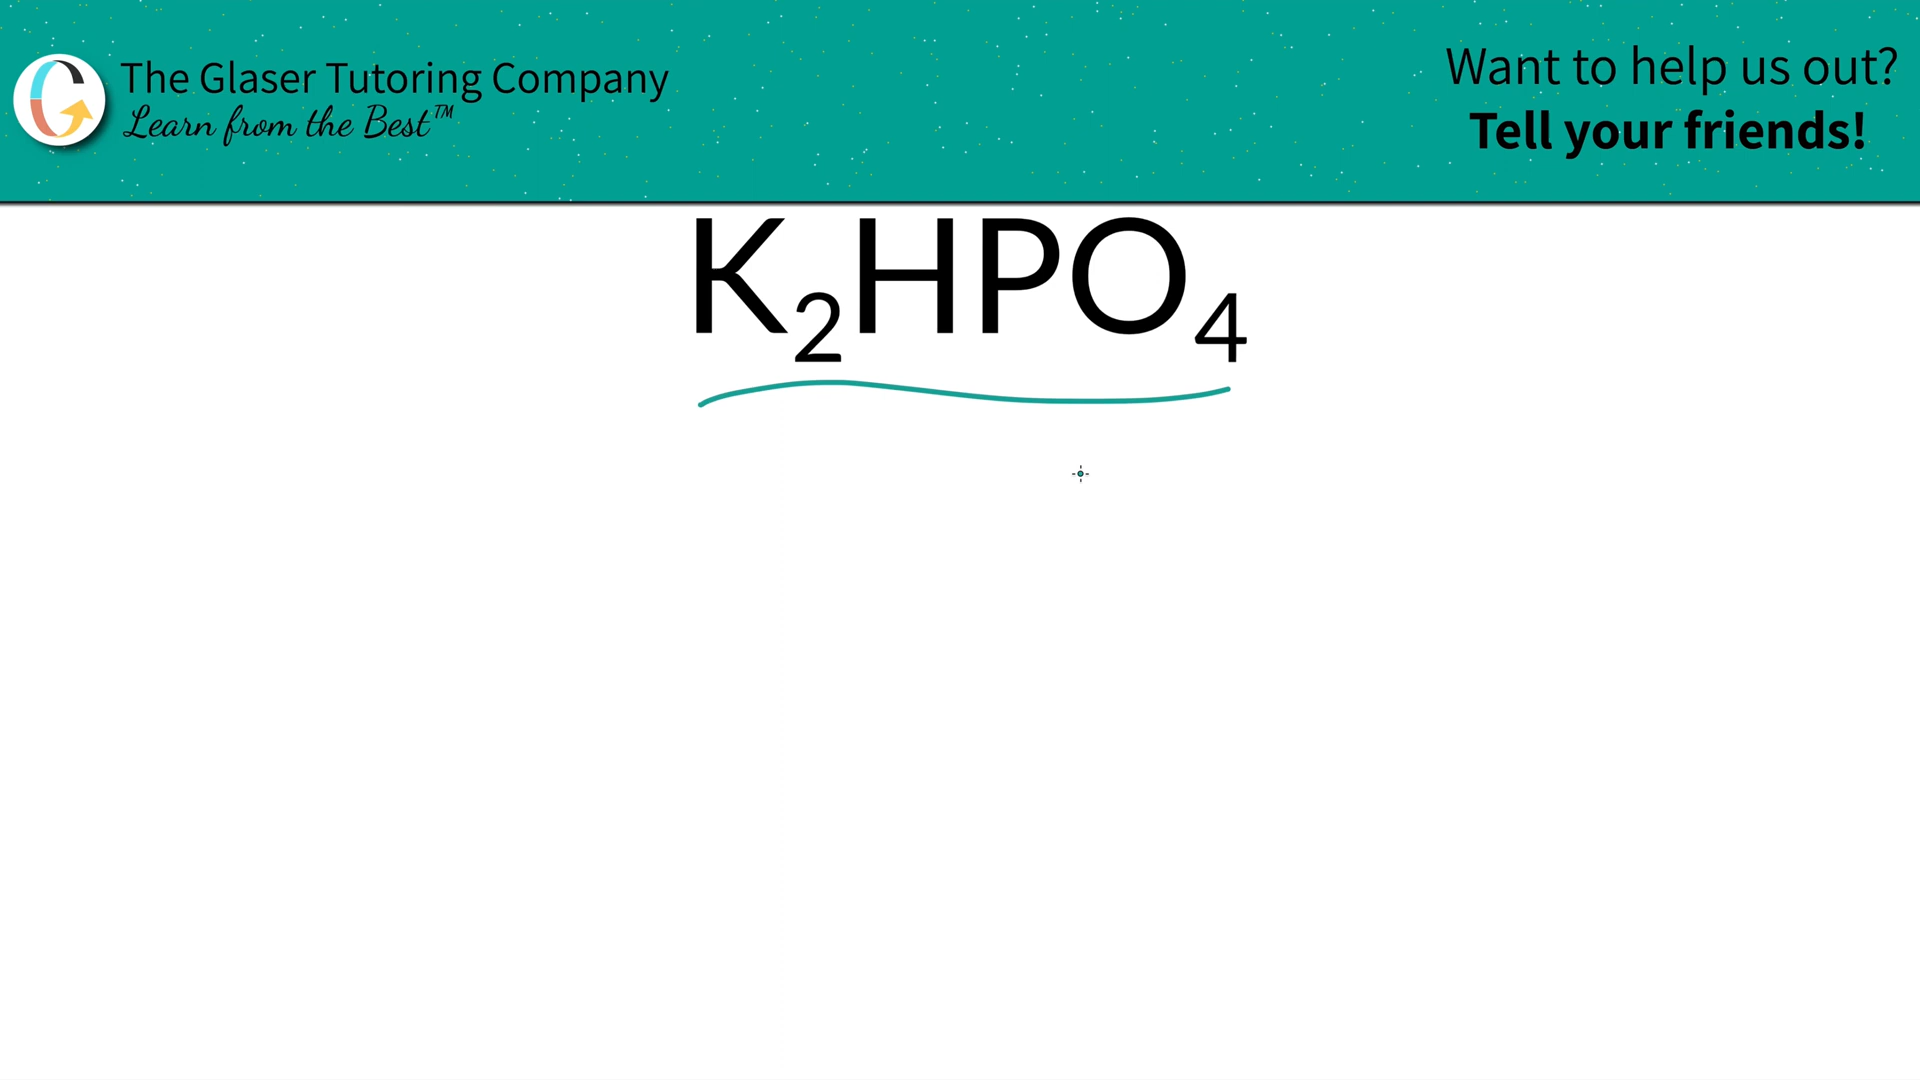 The Glaser Tutoring Company
Learn from the Best™
Want to help us out?
Tell your friends!
K₂HPO₄